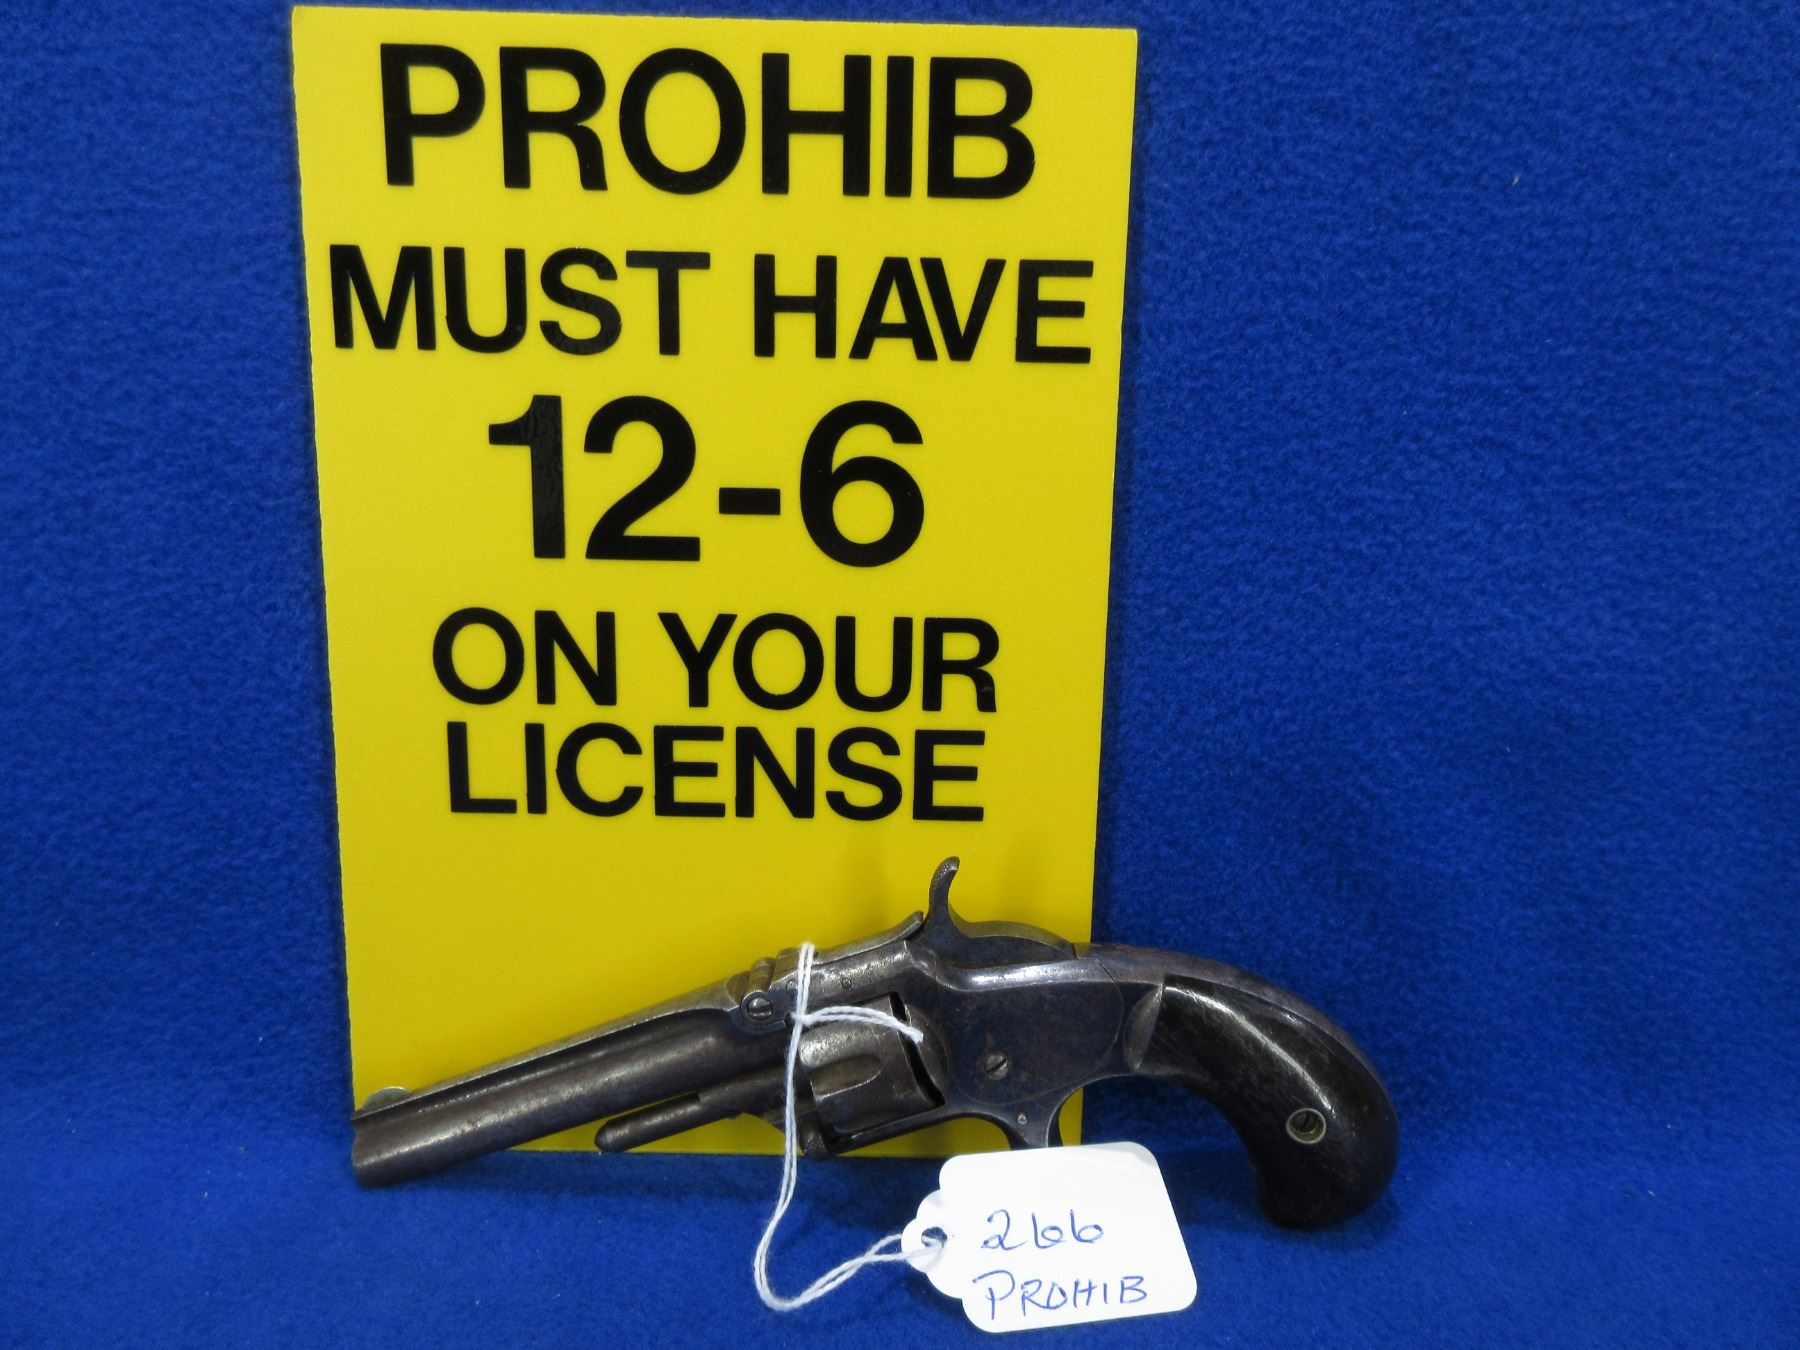 PROHIB
MUST HAVE
12-6
ON YOUR
LICENSE
266
PROHIB